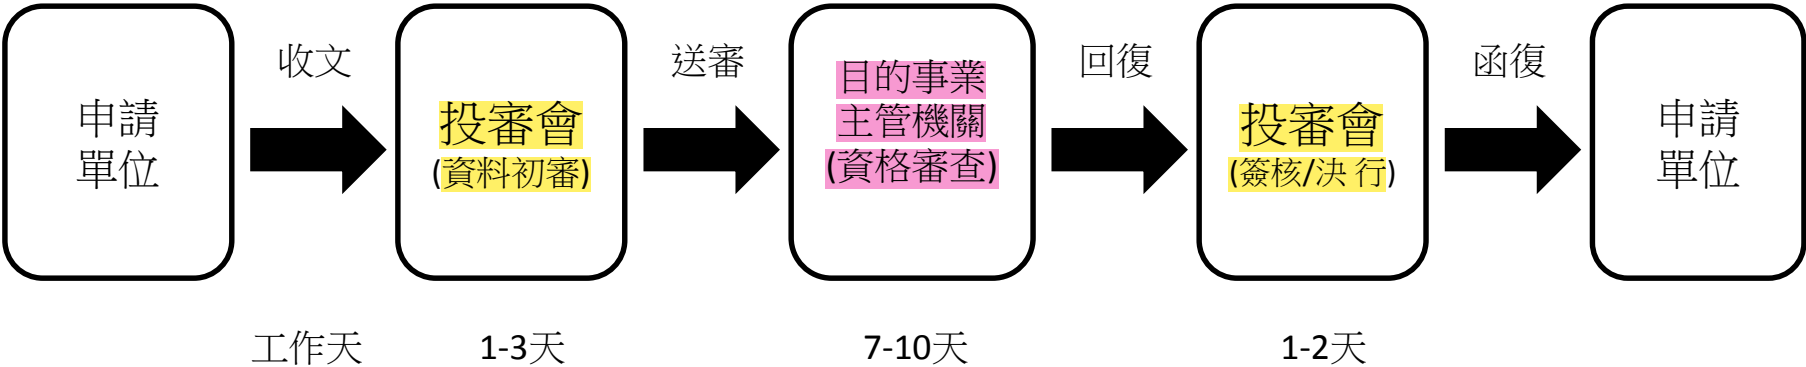 申請
單位
收文
投審會
(資料初審)
送審
目的事業
主管機關
(資格審查)
回復
投審會
(簽核/決 行)
函復
申請
單位
工作天
1-3天
7-10天
1-2天